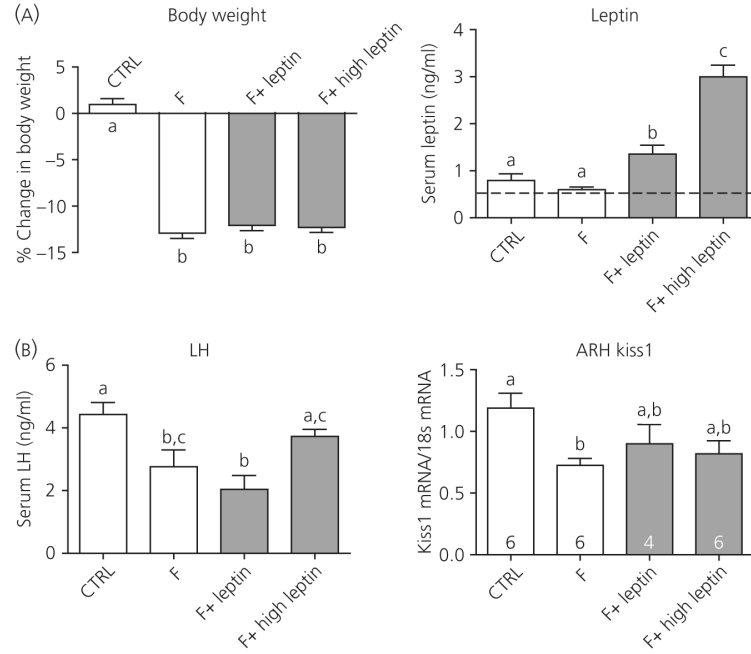 (A)
Body weight
% Change in body weight
5
0
−5
−10
−15
CTRL
F
F+ leptin
F+ high leptin
a
b
b
b
Leptin
Serum leptin (ng/ml)
4
3
2
1
0
a
a
b
c
CTRL
F
F+ leptin
F+ high leptin
(B)
LH
Serum LH (ng/ml)
6
4
2
0
a
b,c
b
a,c
CTRL
F
F+ leptin
F+ high leptin
ARH kiss1
Kiss1 mRNA/18s mRNA
1.5
1.0
0.5
0.0
a
b
a,b
a,b
6
6
4
6
CTRL
F
F+ leptin
F+ high leptin